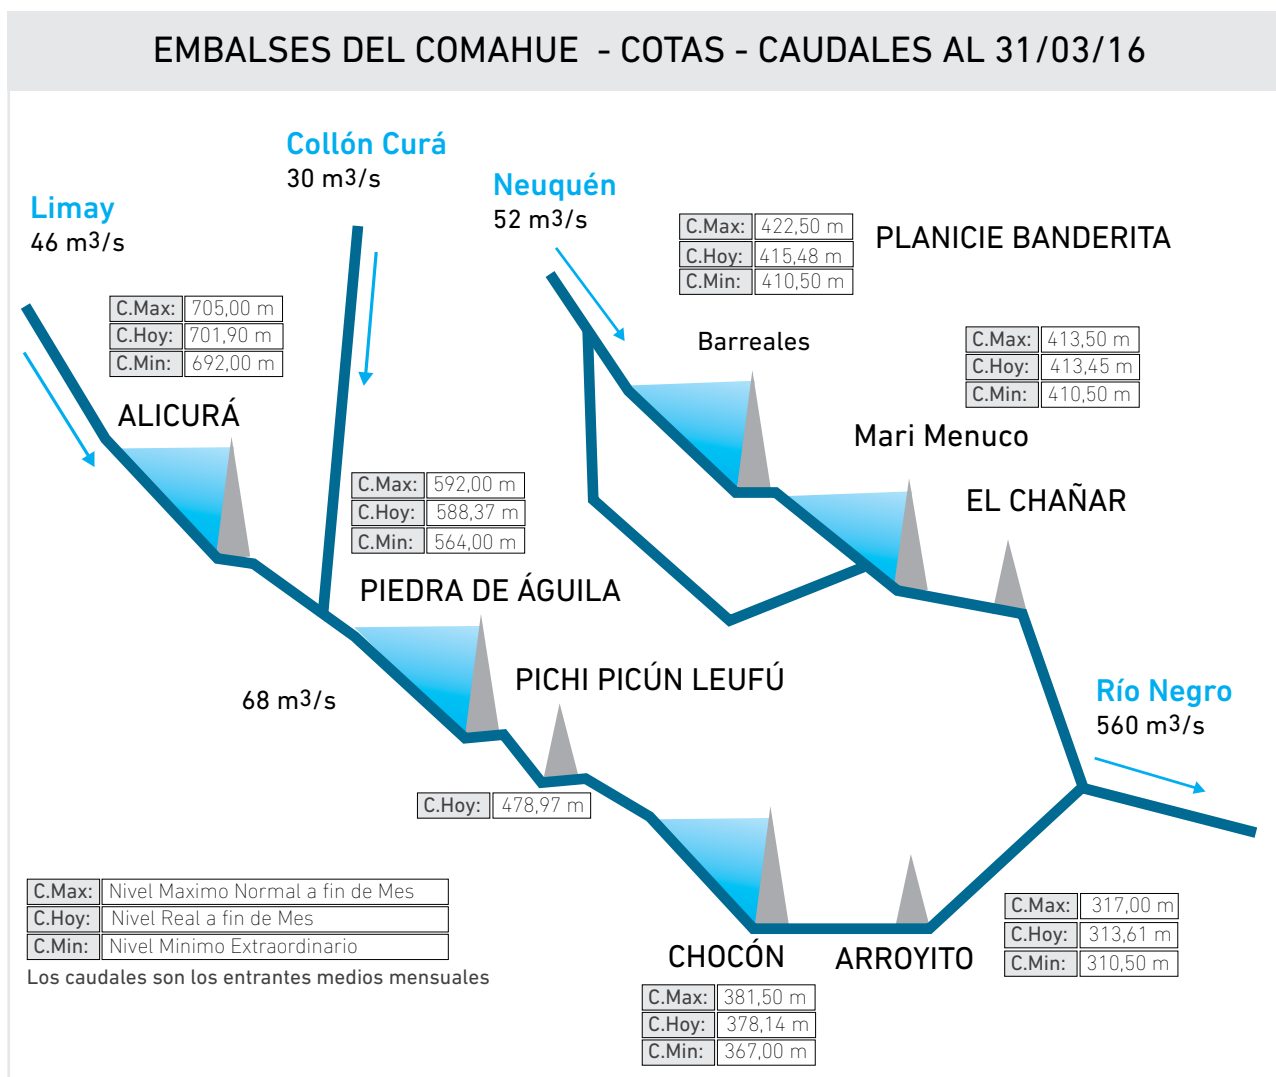 EMBALSES DEL COMAHUE - COTAS - CAUDALES AL 31/03/16
Collón Curá
30 m3/s
Limay
46 m3/s
Neuquén
52 m3/s
C.Max: 422,50 m
C.Hoy: 415,48 m
C.Min: 410,50 m
PLANICIE BANDERITA
C.Max: 705,00 m
C.Hoy: 701,90 m
C.Min: 692,00 m
ALICURÁ
Barreales
C.Max: 413,50 m
C.Hoy: 413,45 m
C.Min: 410,50 m
Mari Menuco
EL CHAÑAR
C.Max: 592,00 m
C.Hoy: 588,37 m
C.Min: 564,00 m
PIEDRA DE ÁGUILA
68 m3/s
PICHI PICÚN LEUFÚ
C.Hoy: 478,97 m
Río Negro
560 m3/s
C.Max: Nivel Maximo Normal a fin de Mes
C.Hoy: Nivel Real a fin de Mes
C.Min: Nivel Minimo Extraordinario
Los caudales son los entrantes medios mensuales
CHOCÓN
C.Max: 381,50 m
C.Hoy: 378,14 m
C.Min: 367,00 m
ARROYITO
C.Max: 317,00 m
C.Hoy: 313,61 m
C.Min: 310,50 m